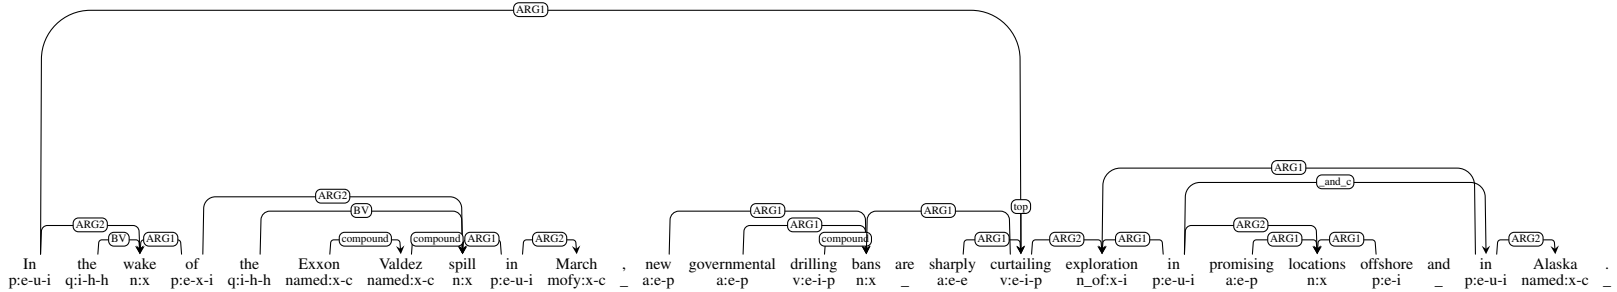 ARG1
ARG1
ARG2 _and_c
BV ARG1 ARG1 top
ARG2 ARG1 ARG2
BV ARG1 compound compound ARG1 ARG2 compound ARG1 ARG2 ARG1 ARG1 ARG1 ARG2
In the wake of the Exxon Valdez spill in March , new governmental drilling bans are sharply curtailing exploration in promising locations offshore and in Alaska .
p:e-u-i q:i-h-h n:x p:e-x-i q:i-h-h named:x-c named:x-c n:x p:e-u-i mofy:x-c _ a:e-p a:e-p v:e-i-p n:x _ a:e-e v:e-i-p n_of:x-i p:e-u-i a:e-p n:x p:e-i _ p:e-u-i named:x-c _